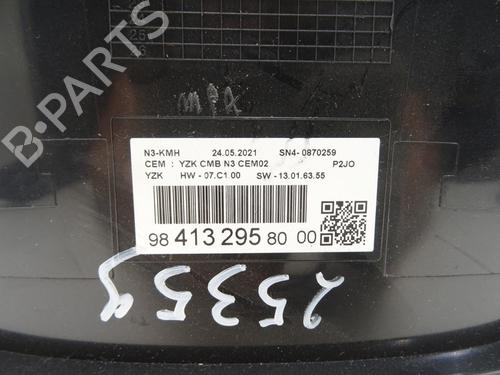 B-PARTS
N3-KMH 24.05.2021 SN4- 0870259
CEM : YZK CMB N3 CEM02 P2JO
YZK HW - 07.C1 00 SW - 13.01.63.55
98 413 295 80 00